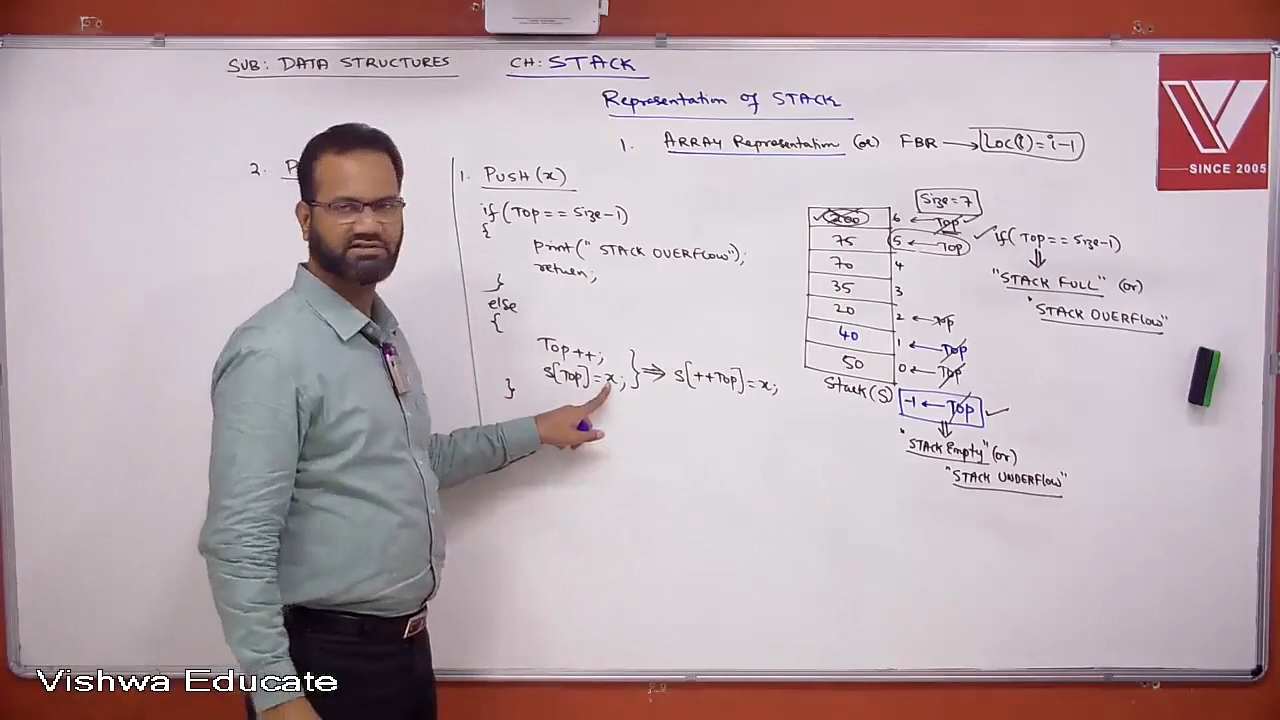 SUB: DATA STRUCTURES CH: STACK
Representation of STACK
1. ARRAY Representation (or) FBR → Loc(i)=i-1
SINCE 2005
2. P
1. PUSH(x)
if(Top == Size-1)
{
print(" STACK OVERFLOW");
return;
}
else
{
Top++;
S[Top]=x; } ⇒ S[++Top]=x;
}
Size=7
200 6 ← Top
75 5 ← Top
70 4
35 3
20 2 ← Top
40 1 ← Top
50 0 ← Top
Stack(S)
-1 ← Top
"STACK Empty" (or)
"STACK UNDERFLOW"
if( Top == Size-1)
"STACK FULL" (or)
"STACK OVERFLOW"
Vishwa Educate